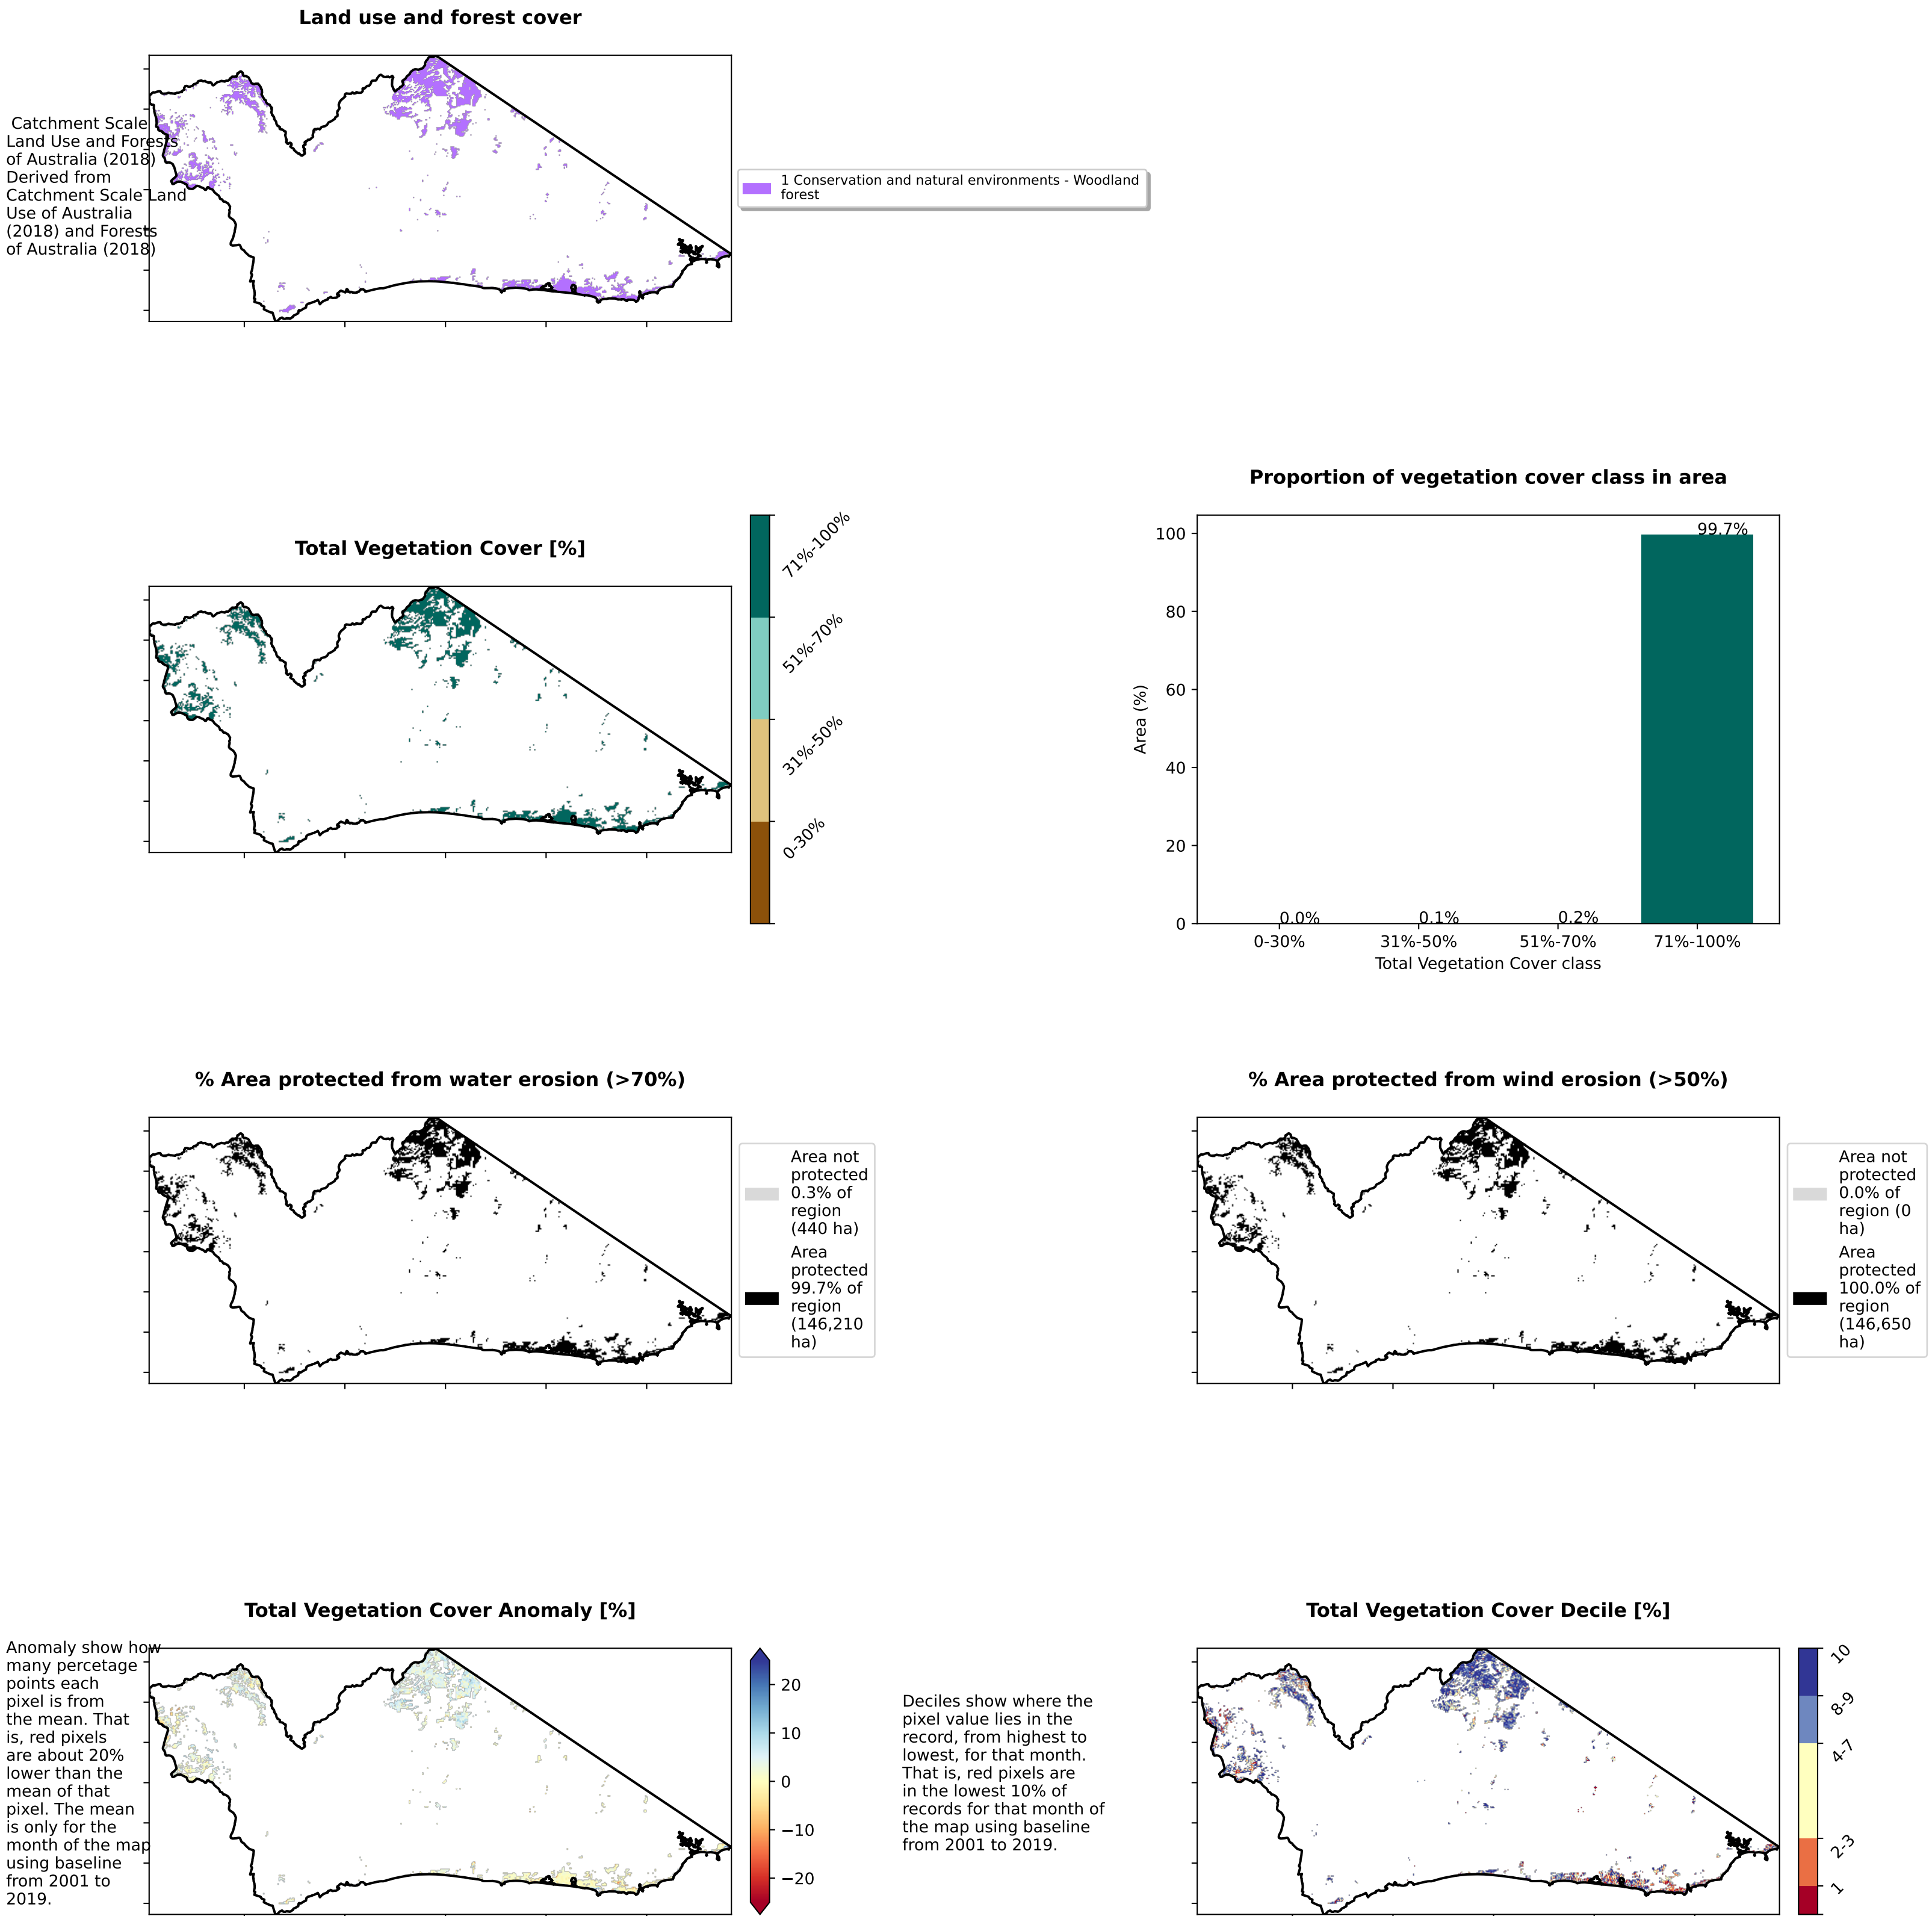 Land use and forest cover
Catchment Scale
Land Use and Forests
of Australia (2018)
Derived from
Catchment Scale Land
Use of Australia
(2018) and Forests
of Australia (2018)
1 Conservation and natural environments - Woodland
forest
Total Vegetation Cover [%]
71%-100%
51%-70%
31%-50%
0-30%
Proportion of vegetation cover class in area
100
80
60
40
20
0
Area (%)
0.0%
0.1%
0.2%
99.7%
0-30%
31%-50%
51%-70%
71%-100%
Total Vegetation Cover class
% Area protected from water erosion (>70%)
Area not
protected
0.3% of
region
(440 ha)
Area
protected
99.7% of
region
(146,210
ha)
% Area protected from wind erosion (>50%)
Area not
protected
0.0% of
region (0
ha)
Area
protected
100.0% of
region
(146,650
ha)
Total Vegetation Cover Anomaly [%]
Anomaly show how
many percetage
points each
pixel is from
the mean. That
is, red pixels
are about 20%
lower than the
mean of that
pixel. The mean
is only for the
month of the map
using baseline
from 2001 to
2019.
20
10
0
−10
−20
Total Vegetation Cover Decile [%]
Deciles show where the
pixel value lies in the
record, from highest to
lowest, for that month.
That is, red pixels are
in the lowest 10% of
records for that month of
the map using baseline
from 2001 to 2019.
10
8-9
4-7
2-3
1